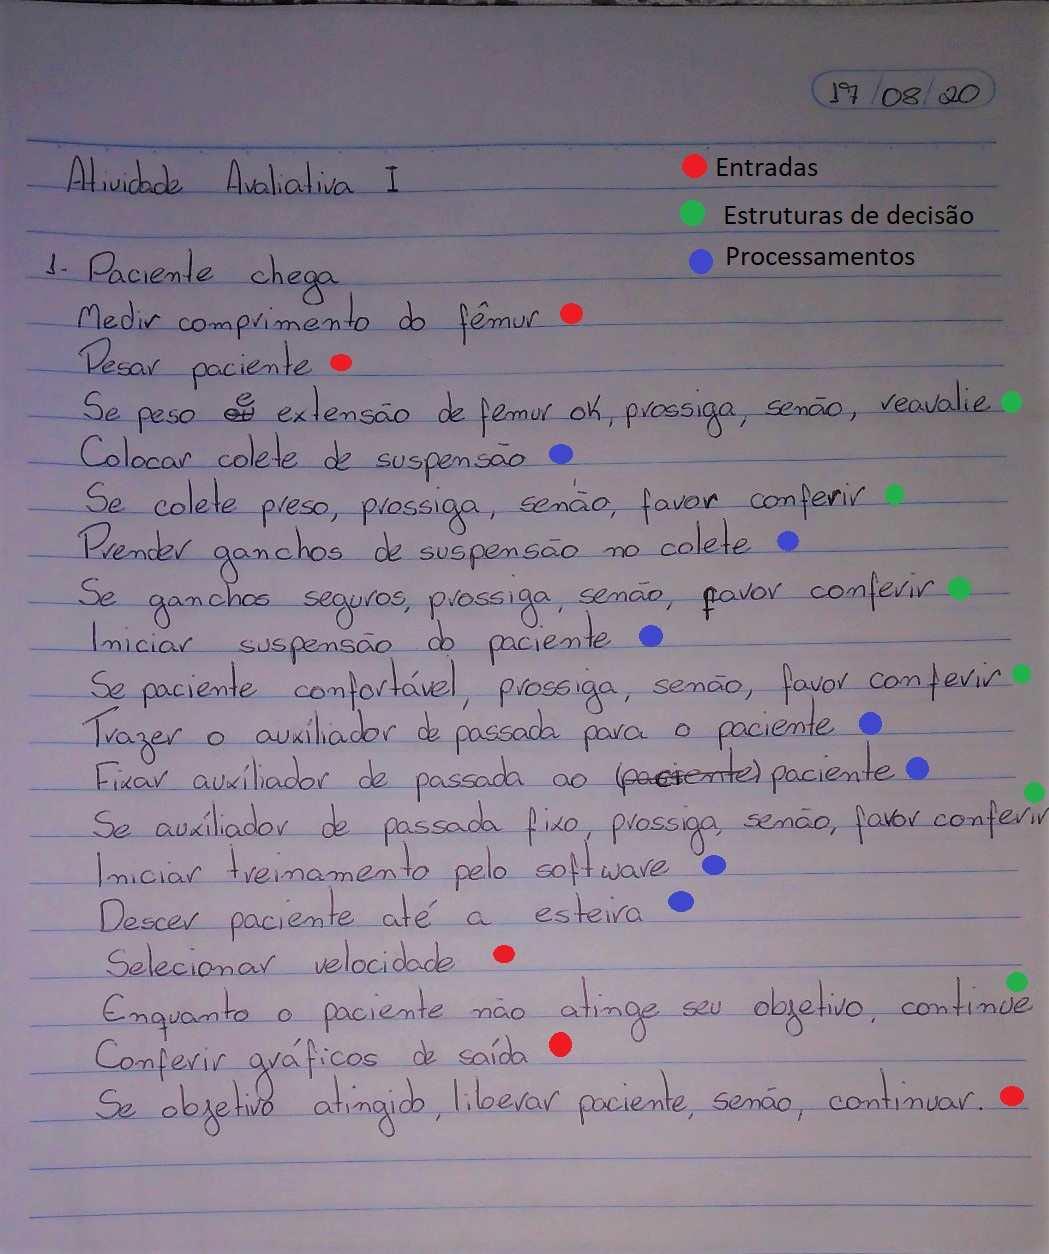 17/08/20
Atividade Avaliativa I
Entradas
Estruturas de decisão
Processamentos
1- Paciente chega
Medir comprimento do fêmur
Pesar paciente
Se peso e extensão de fêmur ok, prossiga, senão, reavalie
Colocar colete de suspensão
Se colete preso, prossiga, senão, favor conferir
Prender ganchos de suspensão no colete
Se ganchos seguros, prossiga, senão, favor conferir
Iniciar suspensão do paciente
Se paciente confortável, prossiga, senão, favor conferir
Trazer o auxiliador de passada para o paciente
Fixar auxiliador de passada ao (paciente) paciente
Se auxiliador de passada fixo, prossiga, senão, favor conferir
Iniciar treinamento pelo software
Descer paciente até a esteira
Selecionar velocidade
Enquanto o paciente não atinge seu objetivo, continue
Conferir gráficos de saída
Se objetivo atingido, liberar paciente, senão, continuar.